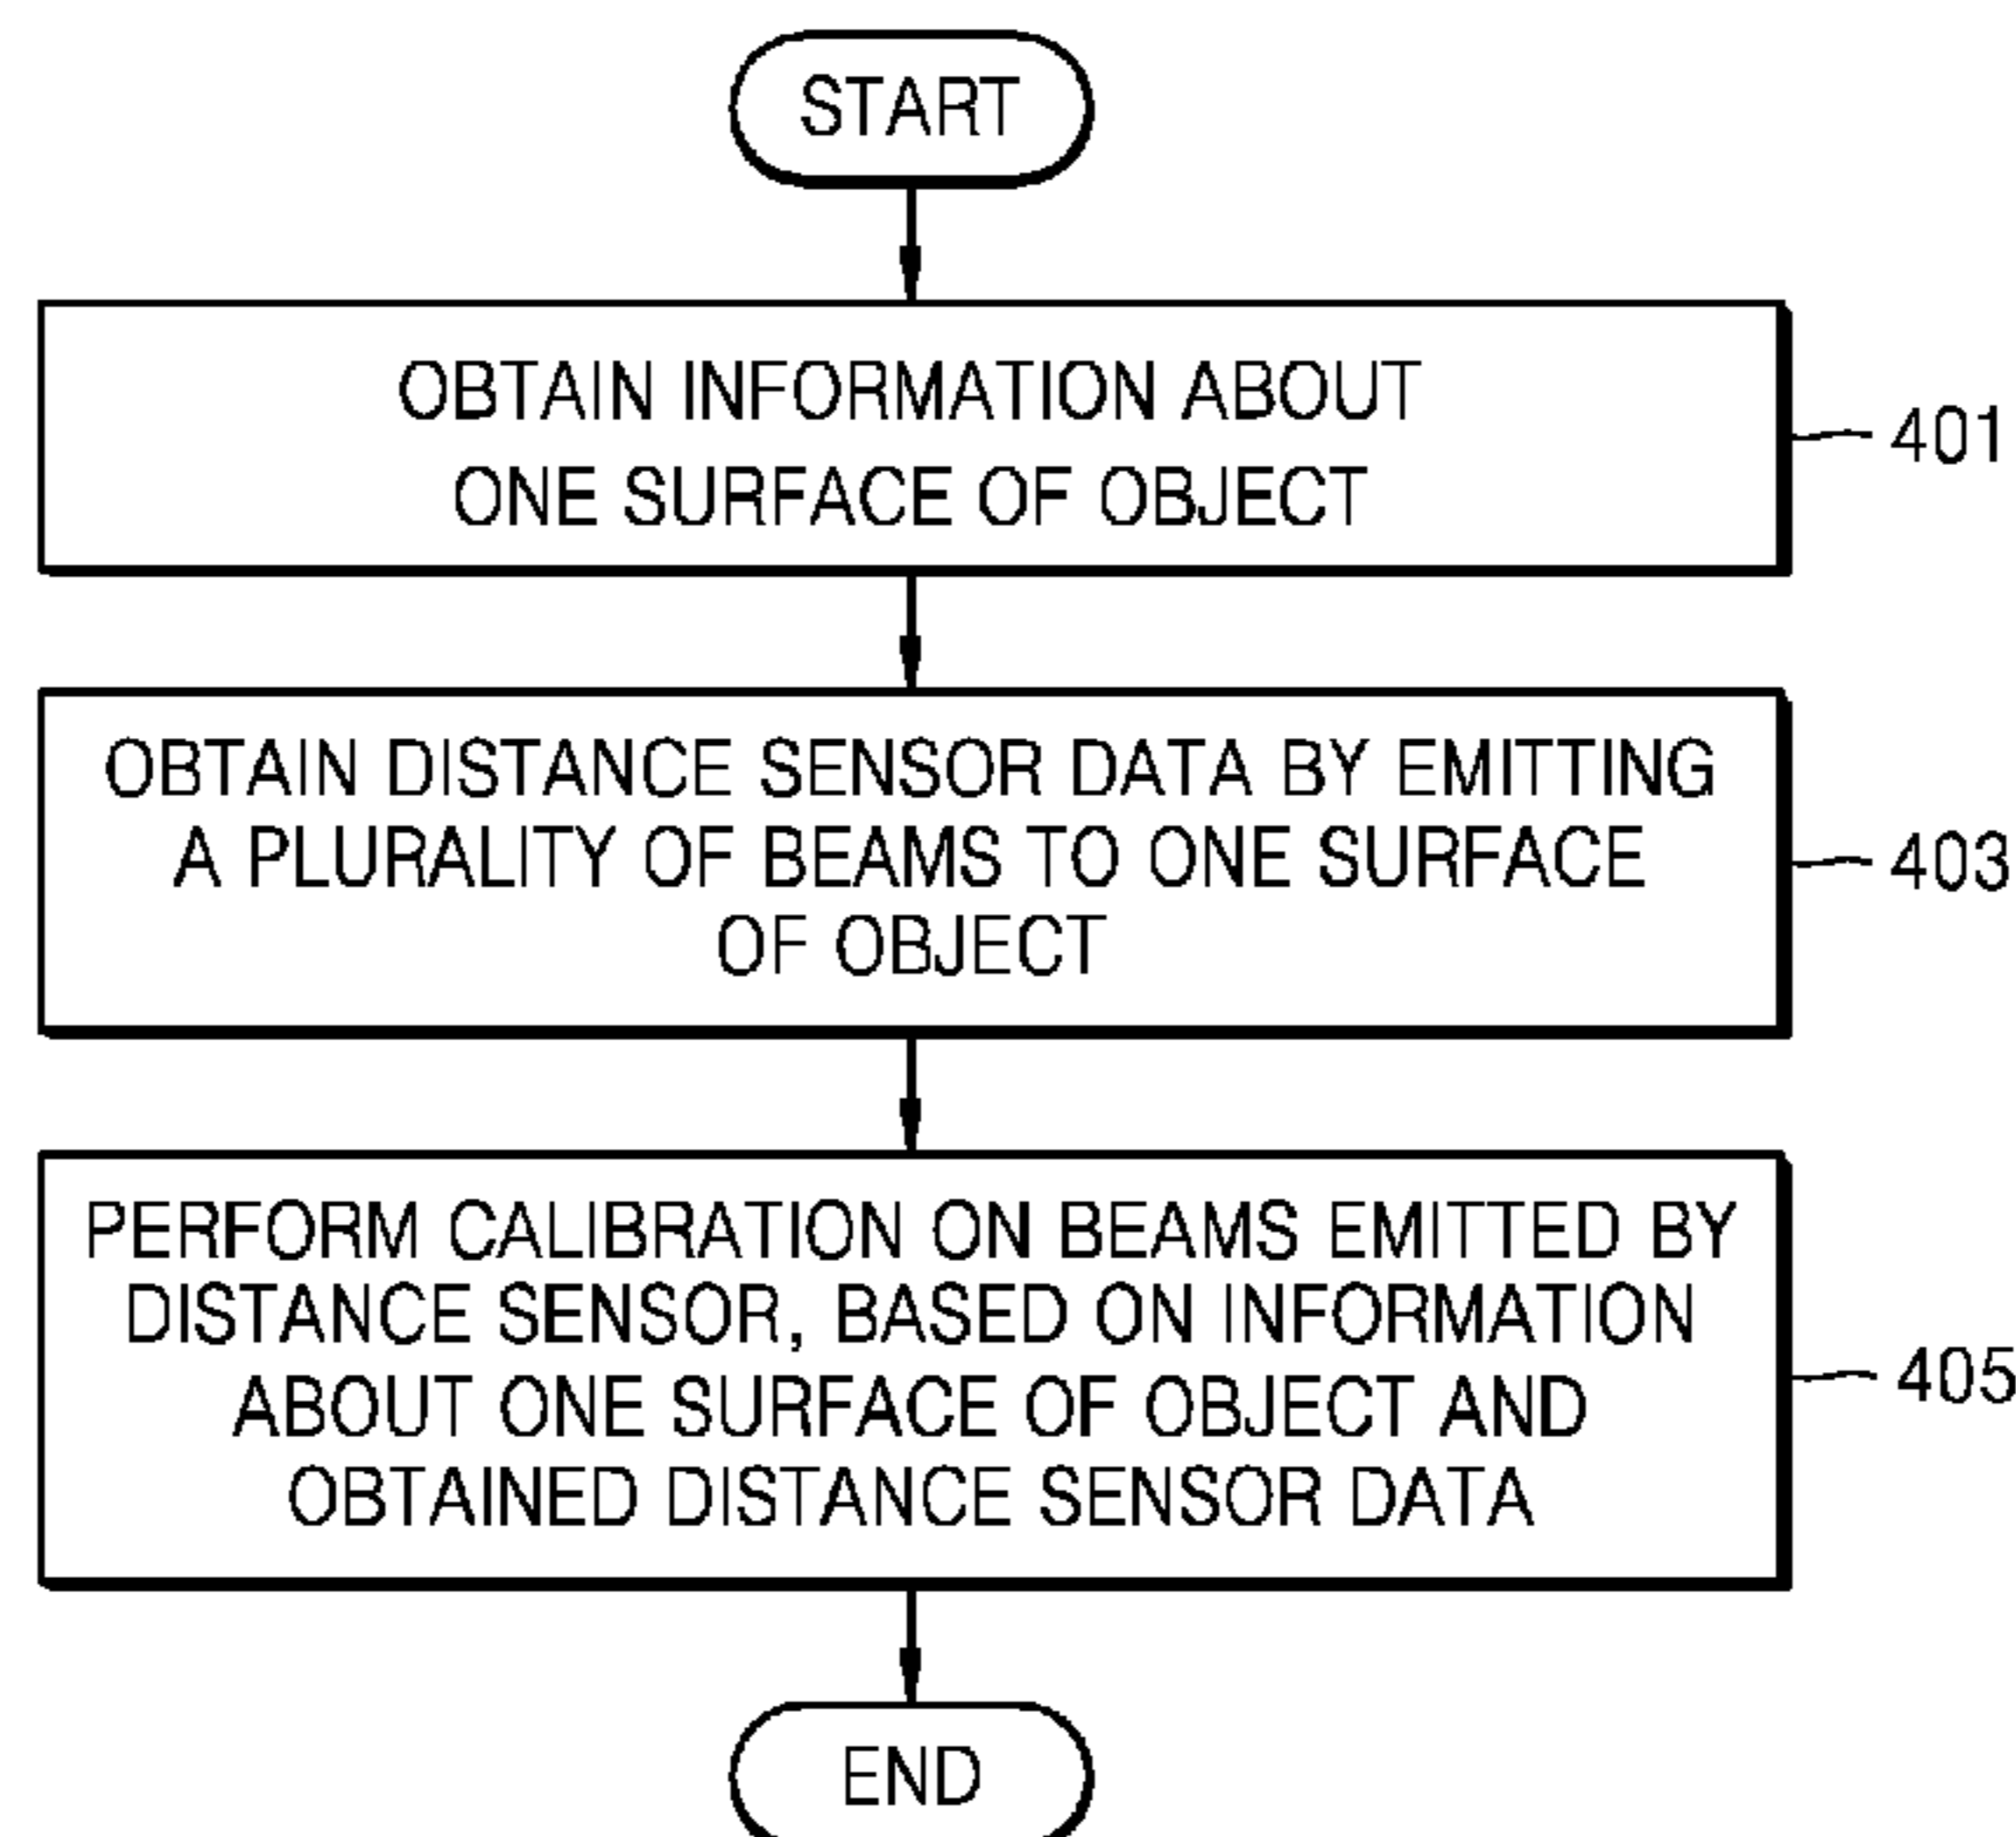 START
OBTAIN INFORMATION ABOUT
ONE SURFACE OF OBJECT
401
OBTAIN DISTANCE SENSOR DATA BY EMITTING
A PLURALITY OF BEAMS TO ONE SURFACE
OF OBJECT
403
PERFORM CALIBRATION ON BEAMS EMITTED BY
DISTANCE SENSOR, BASED ON INFORMATION
ABOUT ONE SURFACE OF OBJECT AND
OBTAINED DISTANCE SENSOR DATA
405
END